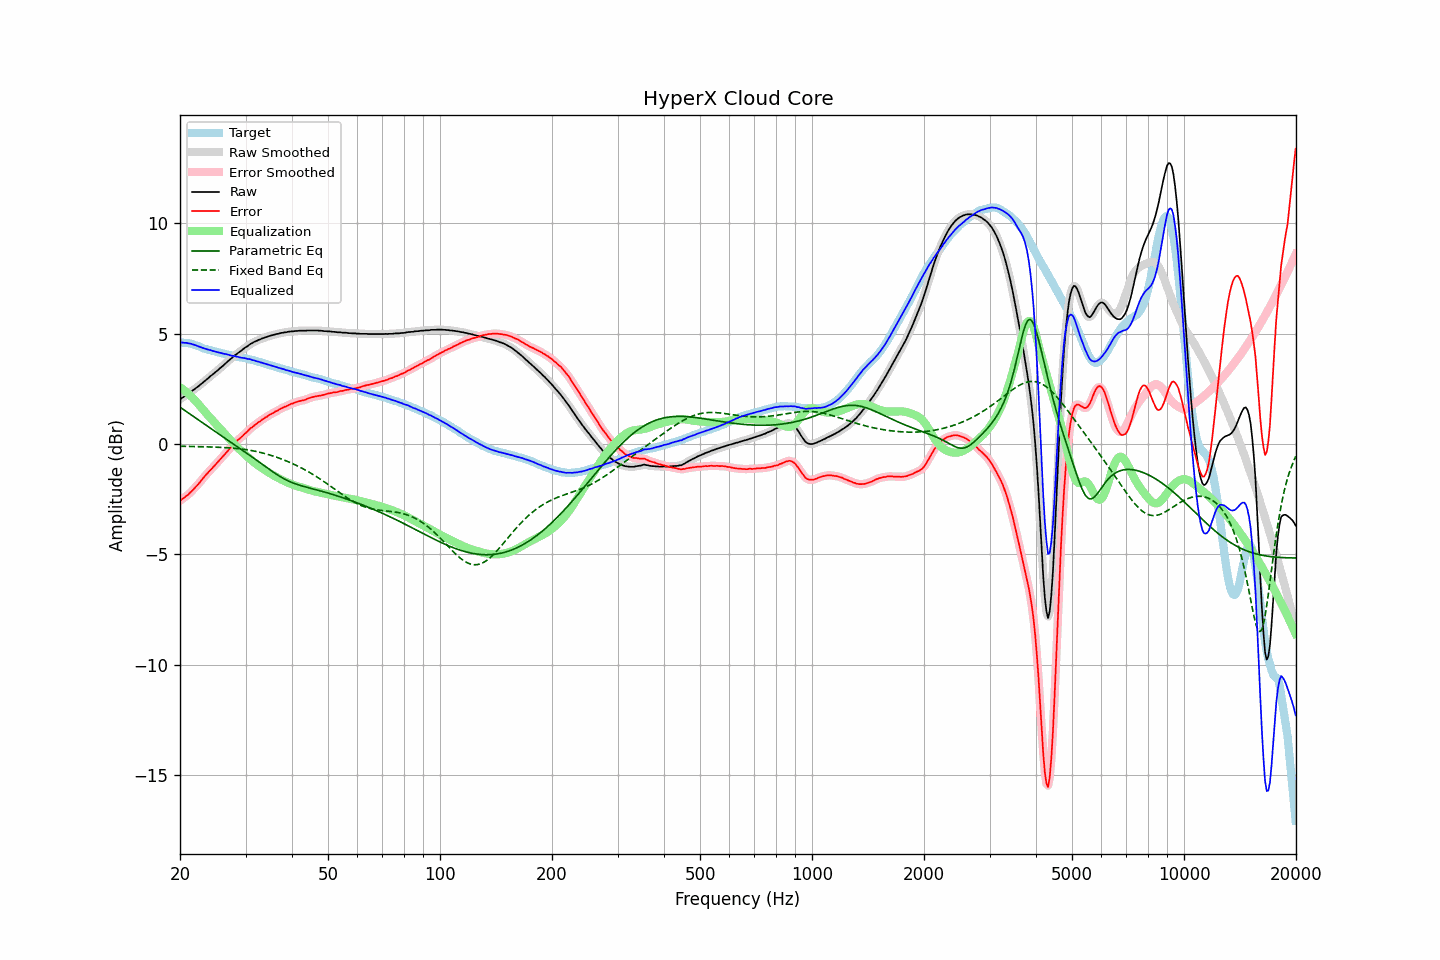 HyperX Cloud Core
Target
Raw Smoothed
Error Smoothed
Raw
Error
Equalization
Parametric Eq
Fixed Band Eq
Equalized
10
5
0
−5
−10
−15
Amplitude (dBr)
20 50 100 200 500 1000 2000 5000 10000 20000
Frequency (Hz)